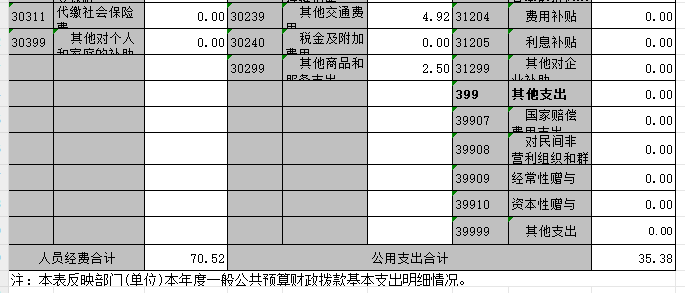 30311 代缴社会保险费 0.00 30239 其他交通费用 4.92 31204 费用补贴 0.00
30399 其他对个人和家庭的补助 0.00 30240 税金及附加费用 0.00 31205 利息补贴 0.00
30299 其他商品和服务支出 2.50 31299 其他对企业补助 0.00
399 其他支出 0.00
39907 国家赔偿费用支出 0.00
39908 对民间非营利组织和群 0.00
39909 经常性赠与 0.00
39910 资本性赠与 0.00
39999 其他支出 0.00
人员经费合计 70.52 公用支出合计 35.38
注：本表反映部门(单位)本年度一般公共预算财政拨款基本支出明细情况。